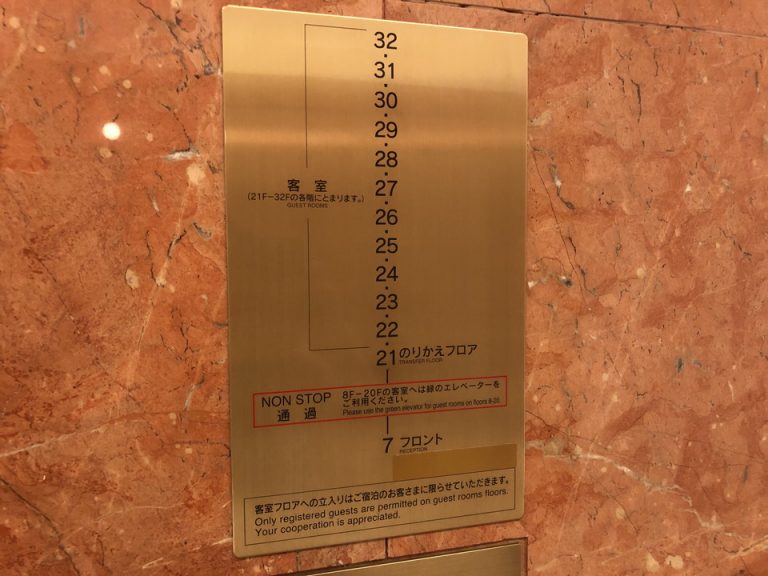 32
31
30
29
28
27
26
25
24
23
22
21 のりかえフロア
TRANSFER FLOOR
客 室
(21F－32Fの各階にとまります。)
GUEST ROOMS
NON STOP
通 過
8F－20Fの客室へは緑のエレベーターを
ご利用ください。
Please use the green elevator for guest rooms on floors 8-20
7 フロント
RECEPTION
客室フロアへの立入りはご宿泊のお客さまに限らせていただきます。
Only registered guests are permitted on guest rooms floors.
Your cooperation is appreciated.